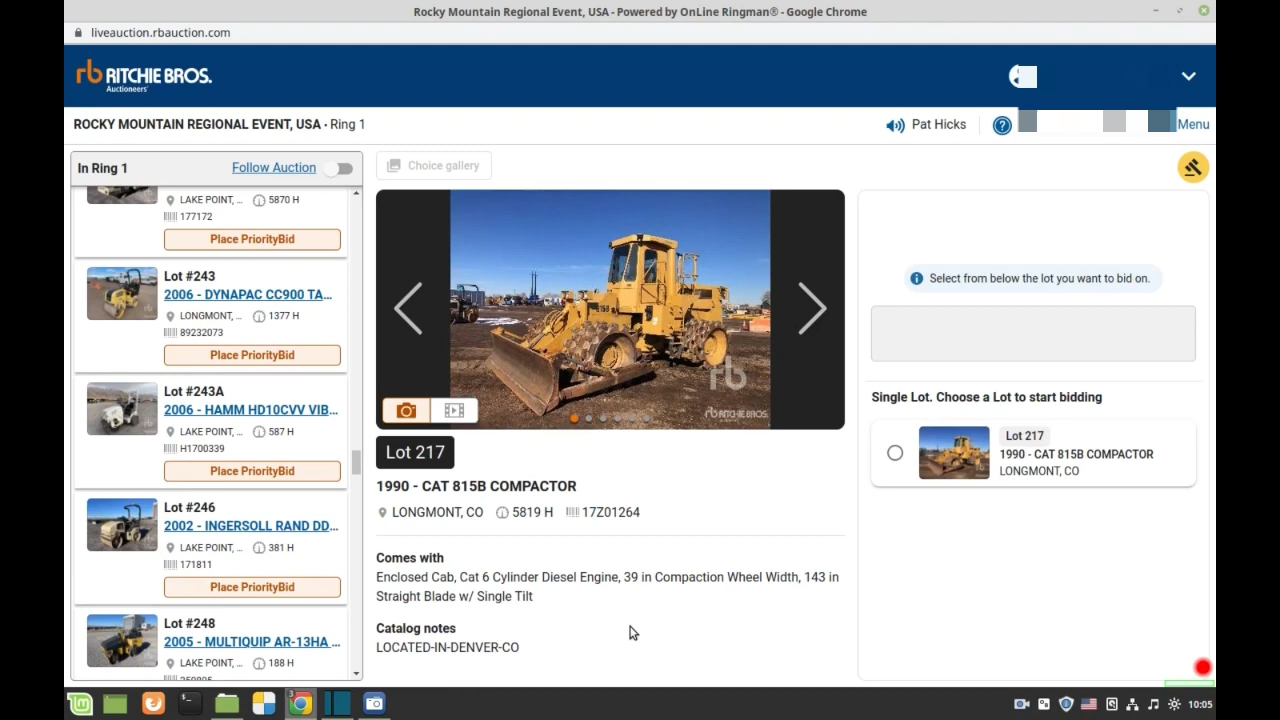 Rocky Mountain Regional Event, USA - Powered by OnLine Ringman® - Google Chrome
liveauction.rbauction.com
rb RITCHIE BROS.
Auctioneers
ROCKY MOUNTAIN REGIONAL EVENT, USA · Ring 1
Pat Hicks
Menu
In Ring 1
Follow Auction
LAKE POINT, ... 5870 H
177172
Place PriorityBid
Lot #243
2006 - DYNAPAC CC900 TA...
LONGMONT, ... 1377 H
89232073
Place PriorityBid
Lot #243A
2006 - HAMM HD10CVV VIB...
LAKE POINT, ... 587 H
H1700339
Place PriorityBid
Lot #246
2002 - INGERSOLL RAND DD...
LAKE POINT, ... 381 H
171811
Place PriorityBid
Lot #248
2005 - MULTIQUIP AR-13HA ...
LAKE POINT, ... 188 H
Choice gallery
815B
rb
rb RITCHIE BROS.
Lot 217
1990 - CAT 815B COMPACTOR
LONGMONT, CO 5819 H 17Z01264
Comes with
Enclosed Cab, Cat 6 Cylinder Diesel Engine, 39 in Compaction Wheel Width, 143 in
Straight Blade w/ Single Tilt
Catalog notes
LOCATED-IN-DENVER-CO
Select from below the lot you want to bid on.
Single Lot. Choose a Lot to start bidding
Lot 217
1990 - CAT 815B COMPACTOR
LONGMONT, CO
3
10:05